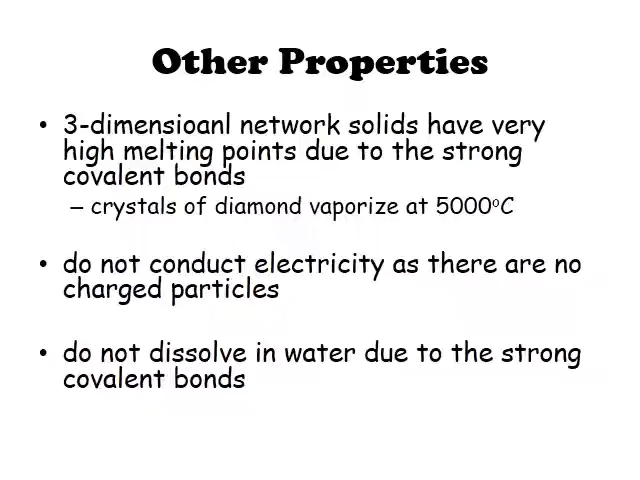 Other Properties
• 3-dimensioanl network solids have very
high melting points due to the strong
covalent bonds
– crystals of diamond vaporize at 5000ºC
• do not conduct electricity as there are no
charged particles
• do not dissolve in water due to the strong
covalent bonds